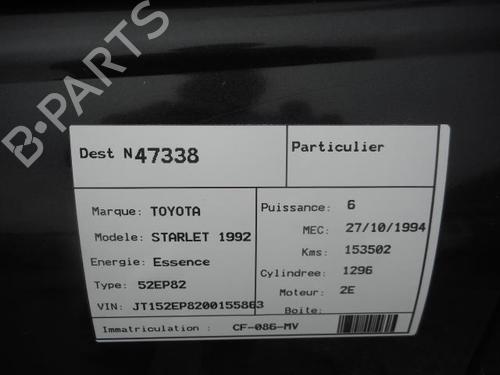 B-PARTS
Dest N47338
Particulier
Marque: TOYOTA
Modele: STARLET 1992
Energie: Essence
Type: 52EP82
VIN: JT152EP8200155863
Puissance: 6
MEC: 27/10/1994
Kms: 153502
Cylindree: 1296
Moteur: 2E
Boite:
Immatriculation : CF-086-MV